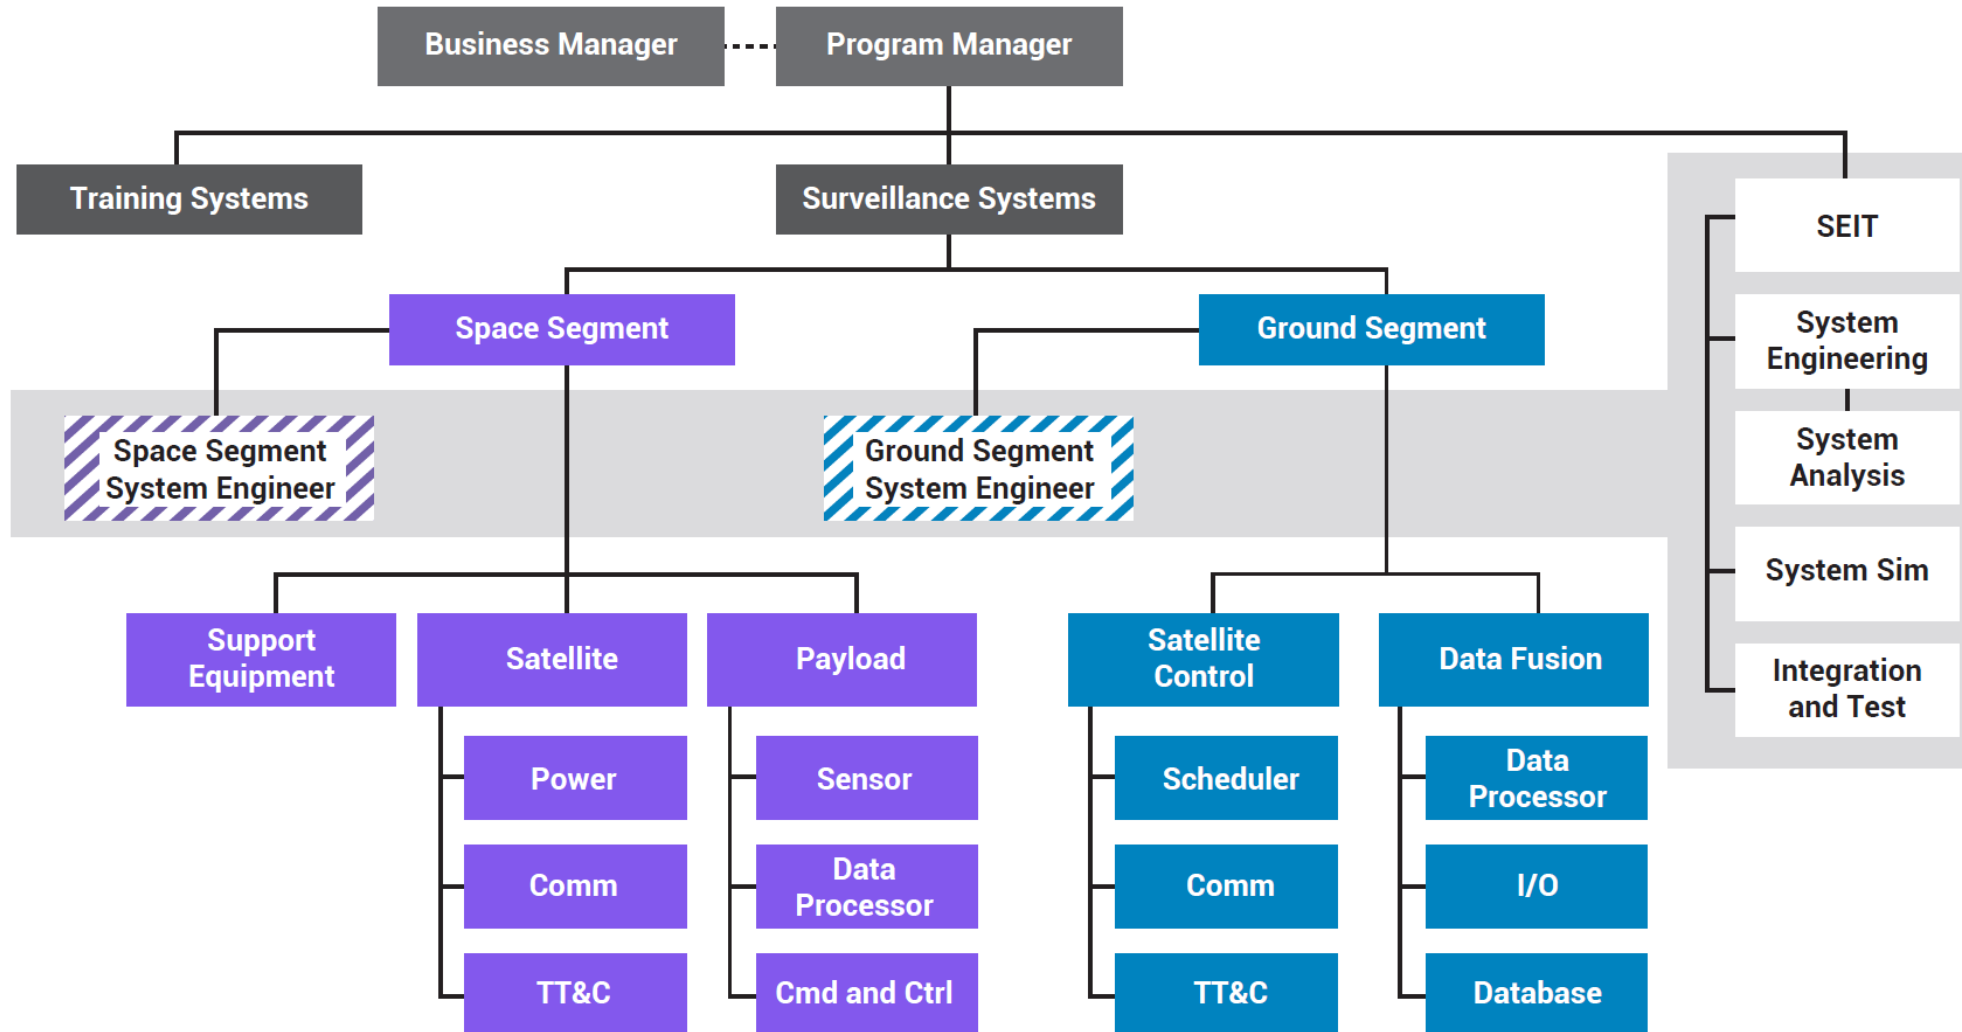 Business Manager
Program Manager
Training Systems
Surveillance Systems
SEIT
Space Segment
Ground Segment
System
Engineering
Space Segment
System Engineer
Ground Segment
System Engineer
System
Analysis
System Sim
Support
Equipment
Satellite
Payload
Satellite
Control
Data Fusion
Integration
and Test
Power
Sensor
Scheduler
Data
Processor
Comm
Data
Processor
Comm
I/O
TT&C
Cmd and Ctrl
TT&C
Database